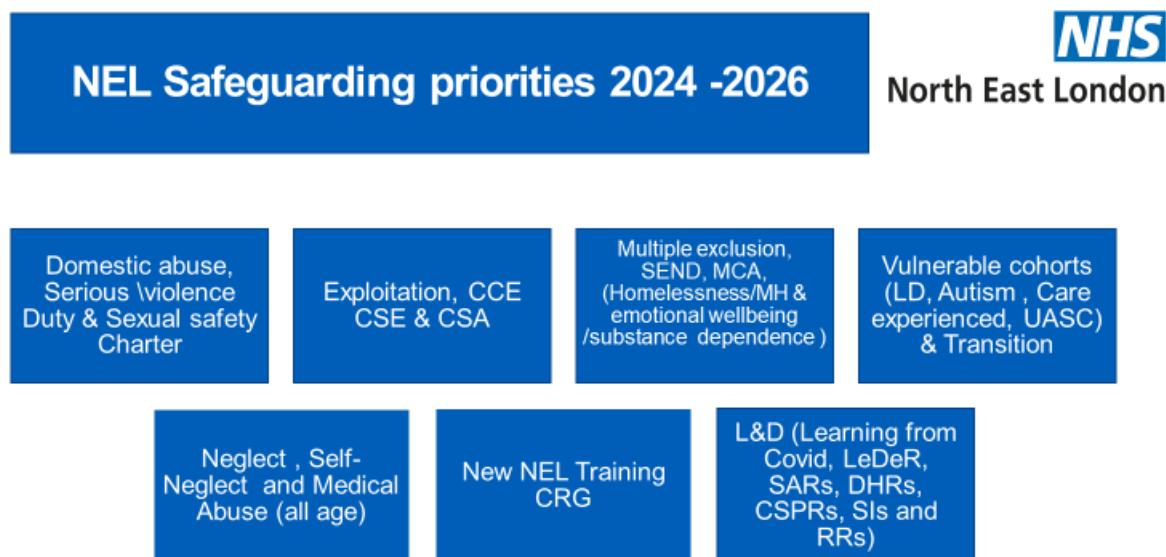 NEL Safeguarding priorities 2024 -2026
NHS
North East London
Domestic abuse,
Serious \violence
Duty & Sexual safety
Charter
Exploitation, CCE
CSE & CSA
Multiple exclusion,
SEND, MCA,
(Homelessness/MH &
emotional wellbeing
/substance dependence )
Vulnerable cohorts
(LD, Autism , Care
experienced, UASC)
& Transition
Neglect , Self-
Neglect and Medical
Abuse (all age)
New NEL Training
CRG
L&D (Learning from
Covid, LeDeR,
SARs, DHRs,
CSPRs, SIs and
RRs)